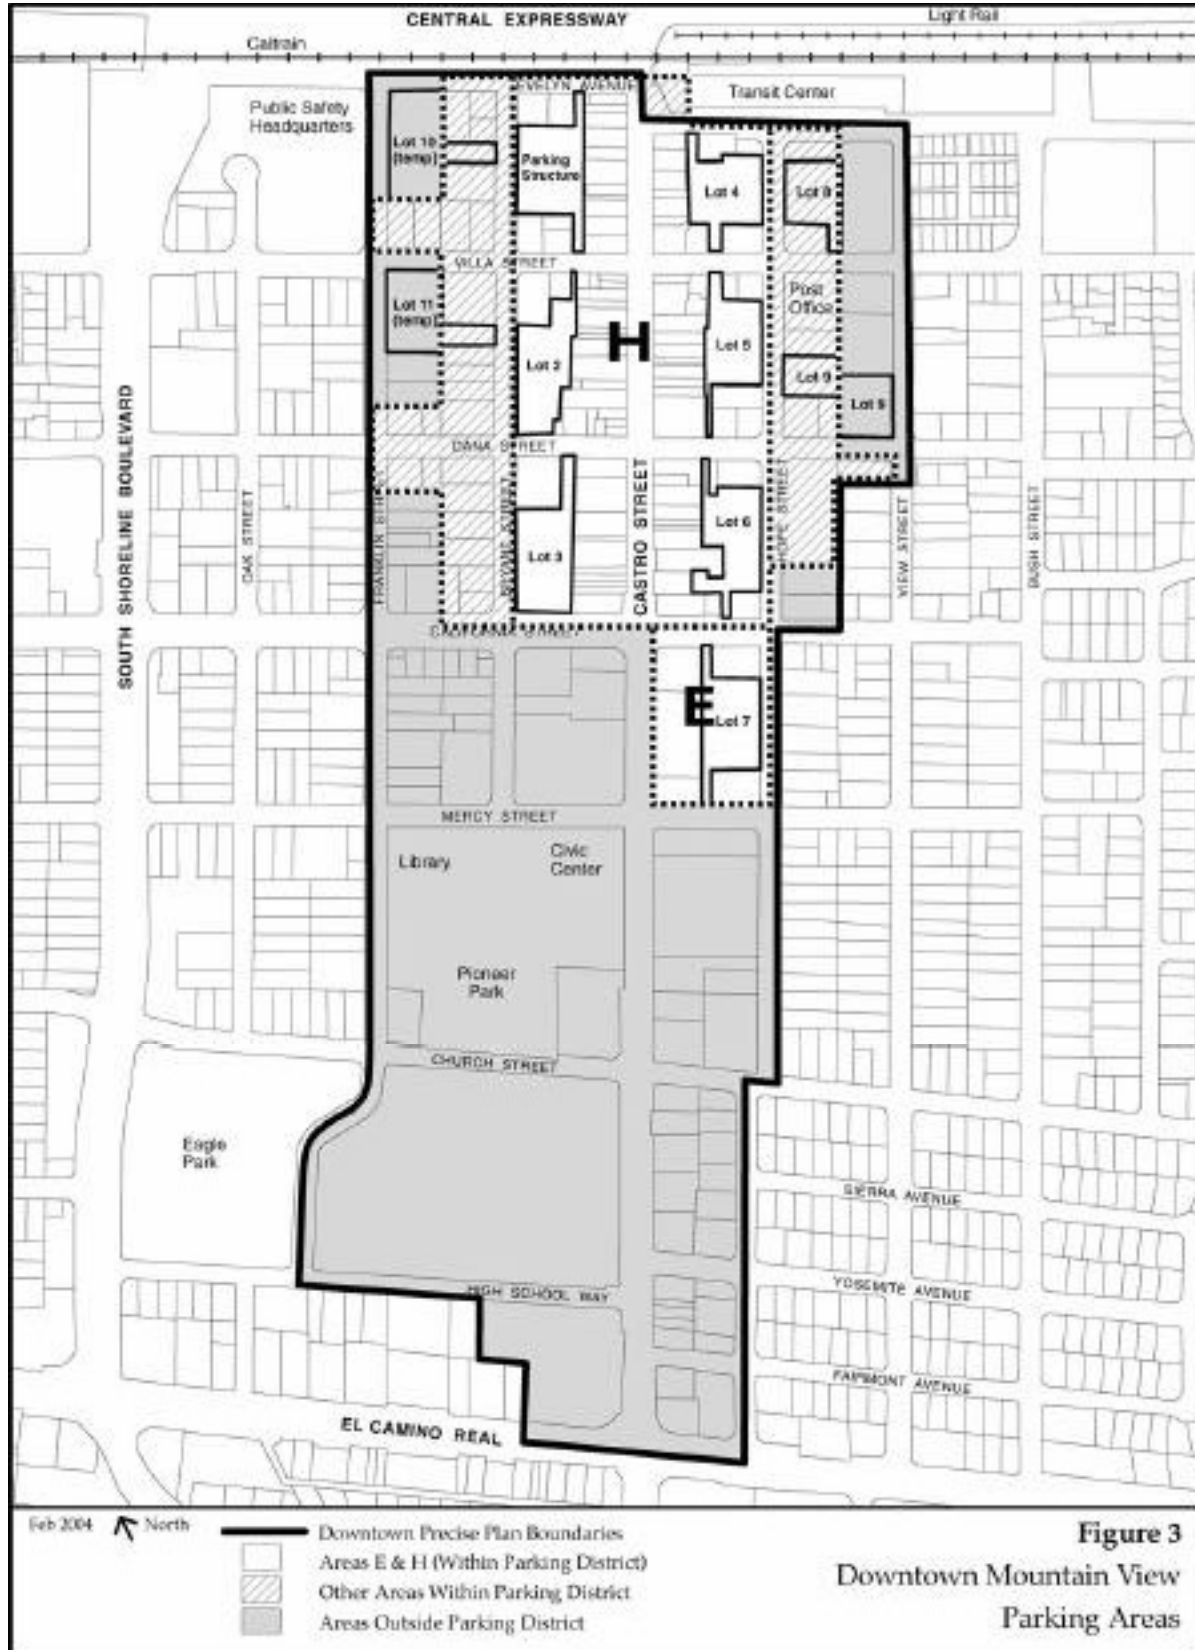 CENTRAL EXPRESSWAY
Light Rail
Caltrain
EVELYN AVENUE
Transit Center
Public Safety
Headquarters
Lot 10
(temp)
Parking
Structure
Lot 4
Lot 8
VILLA STREET
Lot 11
(temp)
Post
Office
H
Lot 2
Lot 5
Lot 9
Lot 9
SOUTH SHORELINE BOULEVARD
DANA STREET
OAK STREET
FRANKLIN STREET
BRYANT STREET
Lot 3
CASTRO STREET
Lot 6
HOPE STREET
VIEW STREET
BUSH STREET
CALIFORNIA STREET
E
Lot 7
MERCY STREET
Library
Civic
Center
Pioneer
Park
CHURCH STREET
Eagle
Park
SIERRA AVENUE
HIGH SCHOOL WAY
YOSEMITE AVENUE
FAIRMONT AVENUE
EL CAMINO REAL
Feb 2004
North
Downtown Precise Plan Boundaries
Areas E & H (Within Parking District)
Other Areas Within Parking District
Areas Outside Parking District
Figure 3
Downtown Mountain View
Parking Areas